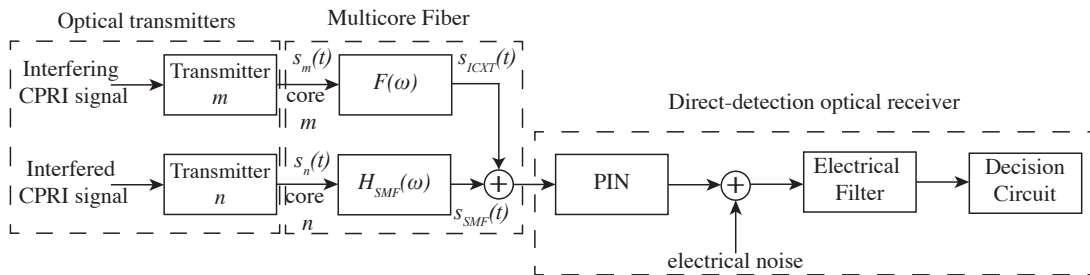 Optical transmitters
Multicore Fiber
Interfering
CPRI signal
Transmitter
m
s_m(t)
core
m
F(ω)
s_ICXT(t)
Direct-detection optical receiver
Interfered
CPRI signal
Transmitter
n
s_n(t)
core
n
H_SMF(ω)
s_SMF(t)
PIN
Electrical
Filter
Decision
Circuit
electrical noise